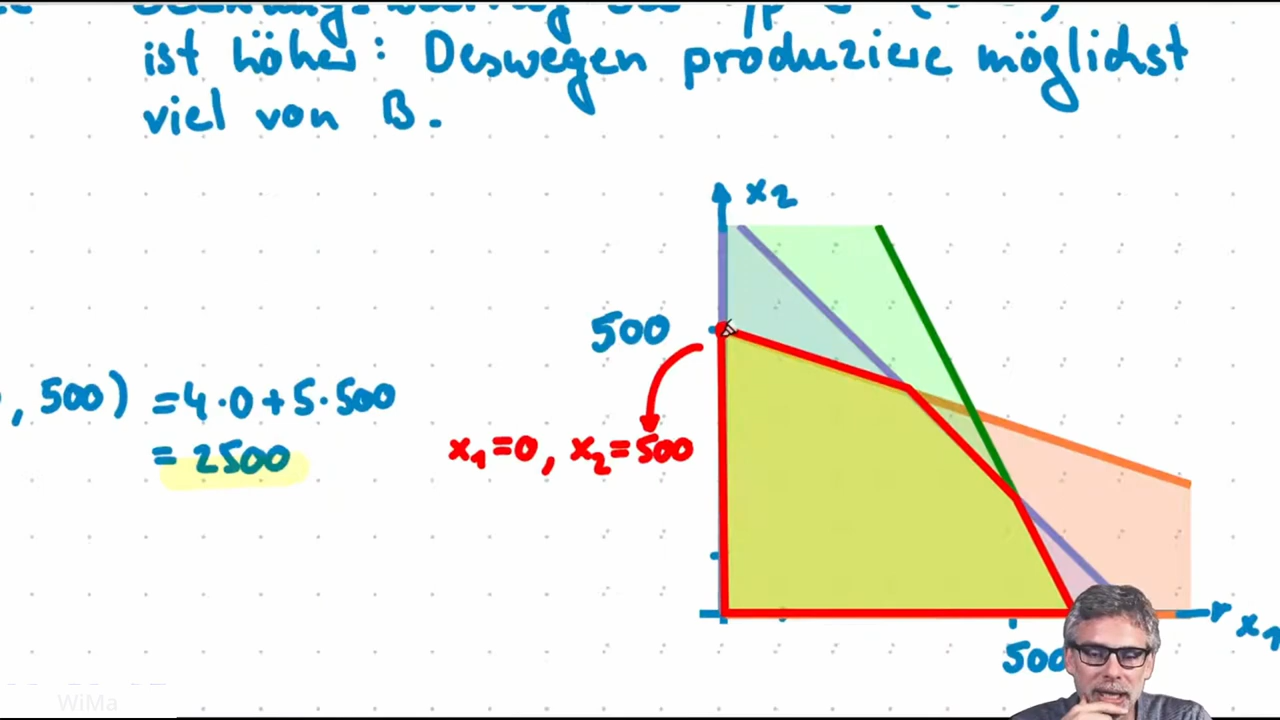 ist höher: Deswegen produziere möglichst
viel von B.
x2
500
, 500) = 4·0+5·500
= 2500
x1=0, x2=500
500
x1
WiMa